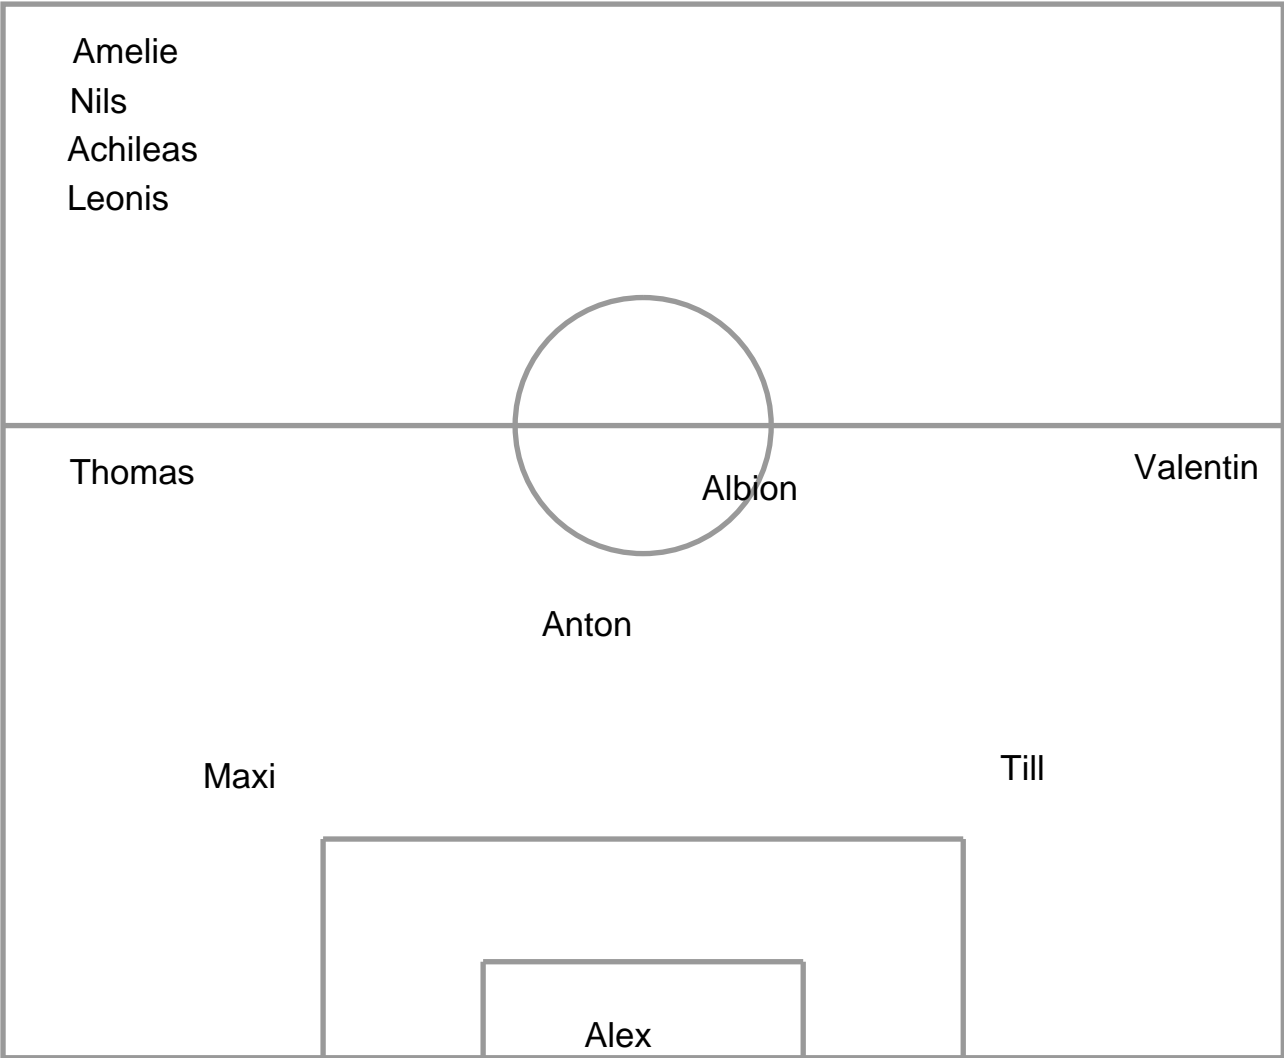 Amelie
Nils
Achileas
Leonis
Thomas
Albion
Valentin
Anton
Maxi
Till
Alex